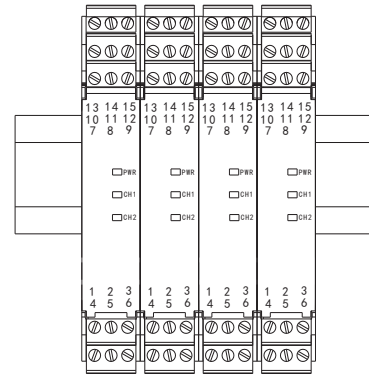 13 14 15 13 14 15 13 14 15 13 14 15
10 11 12 10 11 12 10 11 12 10 11 12
7 8 9 7 8 9 7 8 9 7 8 9
PWR PWR PWR PWR
CH1 CH1 CH1 CH1
CH2 CH2 CH2 CH2
1 2 3 1 2 3 1 2 3 1 2 3
4 5 6 4 5 6 4 5 6 4 5 6